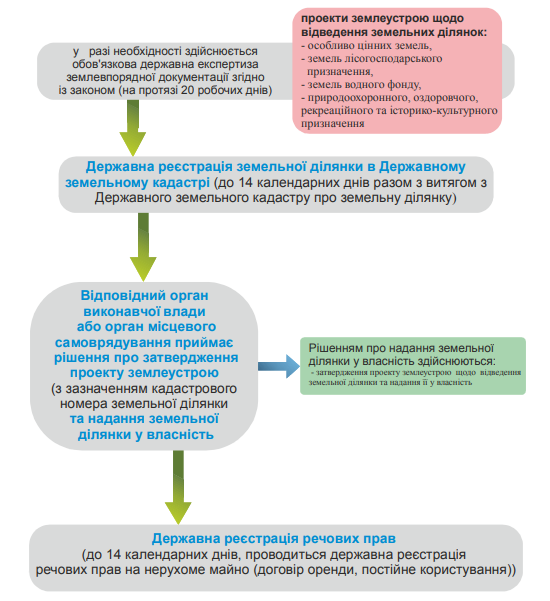 у разі необхідності здійснюється
обов'язкова державна експертиза
землевпорядної документації згідно
із законом (на протязі 20 робочих днів)
проекти землеустрою щодо
відведення земельних ділянок:
- особливо цінних земель,
- земель лісогосподарського
призначення,
- земель водного фонду,
- природоохоронного, оздоровчого,
рекреаційного та історико-культурного
призначення
Державна реєстрація земельної ділянки в Державному
земельному кадастрі (до 14 календарних днів разом з витягом з
Державного земельного кадастру про земельну ділянку)
Відповідний орган
виконавчої влади
або орган місцевого
самоврядування приймає
рішення про затвердження
проекту землеустрою
(з зазначенням кадастрового
номера земельної ділянки
та надання земельної
ділянки у власність
Рішенням про надання земельної
ділянки у власність здійснюються:
- затвердження проекту землеустрою щодо відведення
земельної ділянки та надання її у власність
Державна реєстрація речових прав
(до 14 календарних днів, проводиться державна реєстрація
речових прав на нерухоме майно (договір оренди, постійне користування))